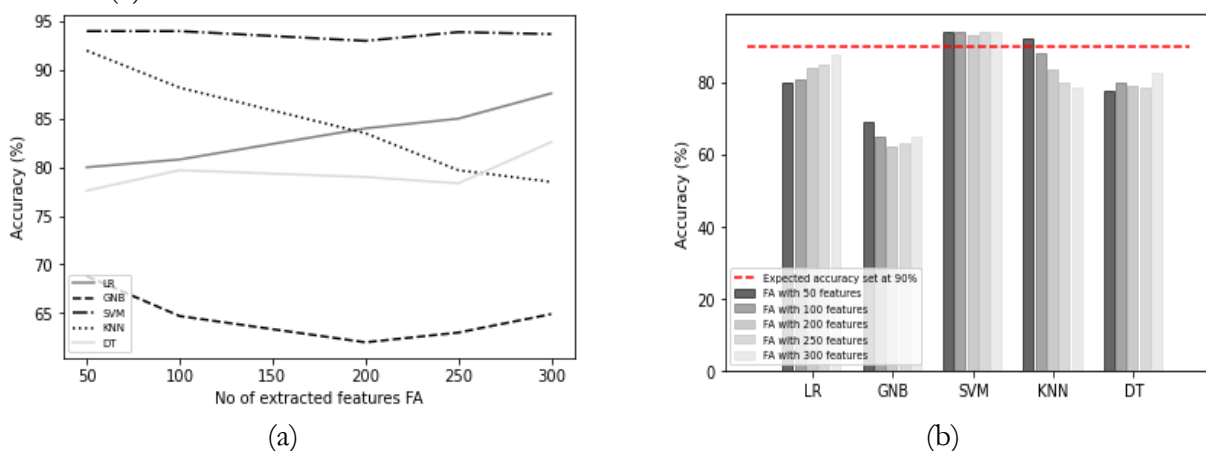 95
90
85
80
75
70
65
Accuracy (%)
LR
GNB
SVM
KNN
DT
50
100
150
200
250
300
No of extracted features FA
(a)
80
60
40
20
0
Accuracy (%)
Expected accuracy set at 90%
FA with 50 features
FA with 100 features
FA with 200 features
FA with 250 features
FA with 300 features
LR
GNB
SVM
KNN
DT
(b)